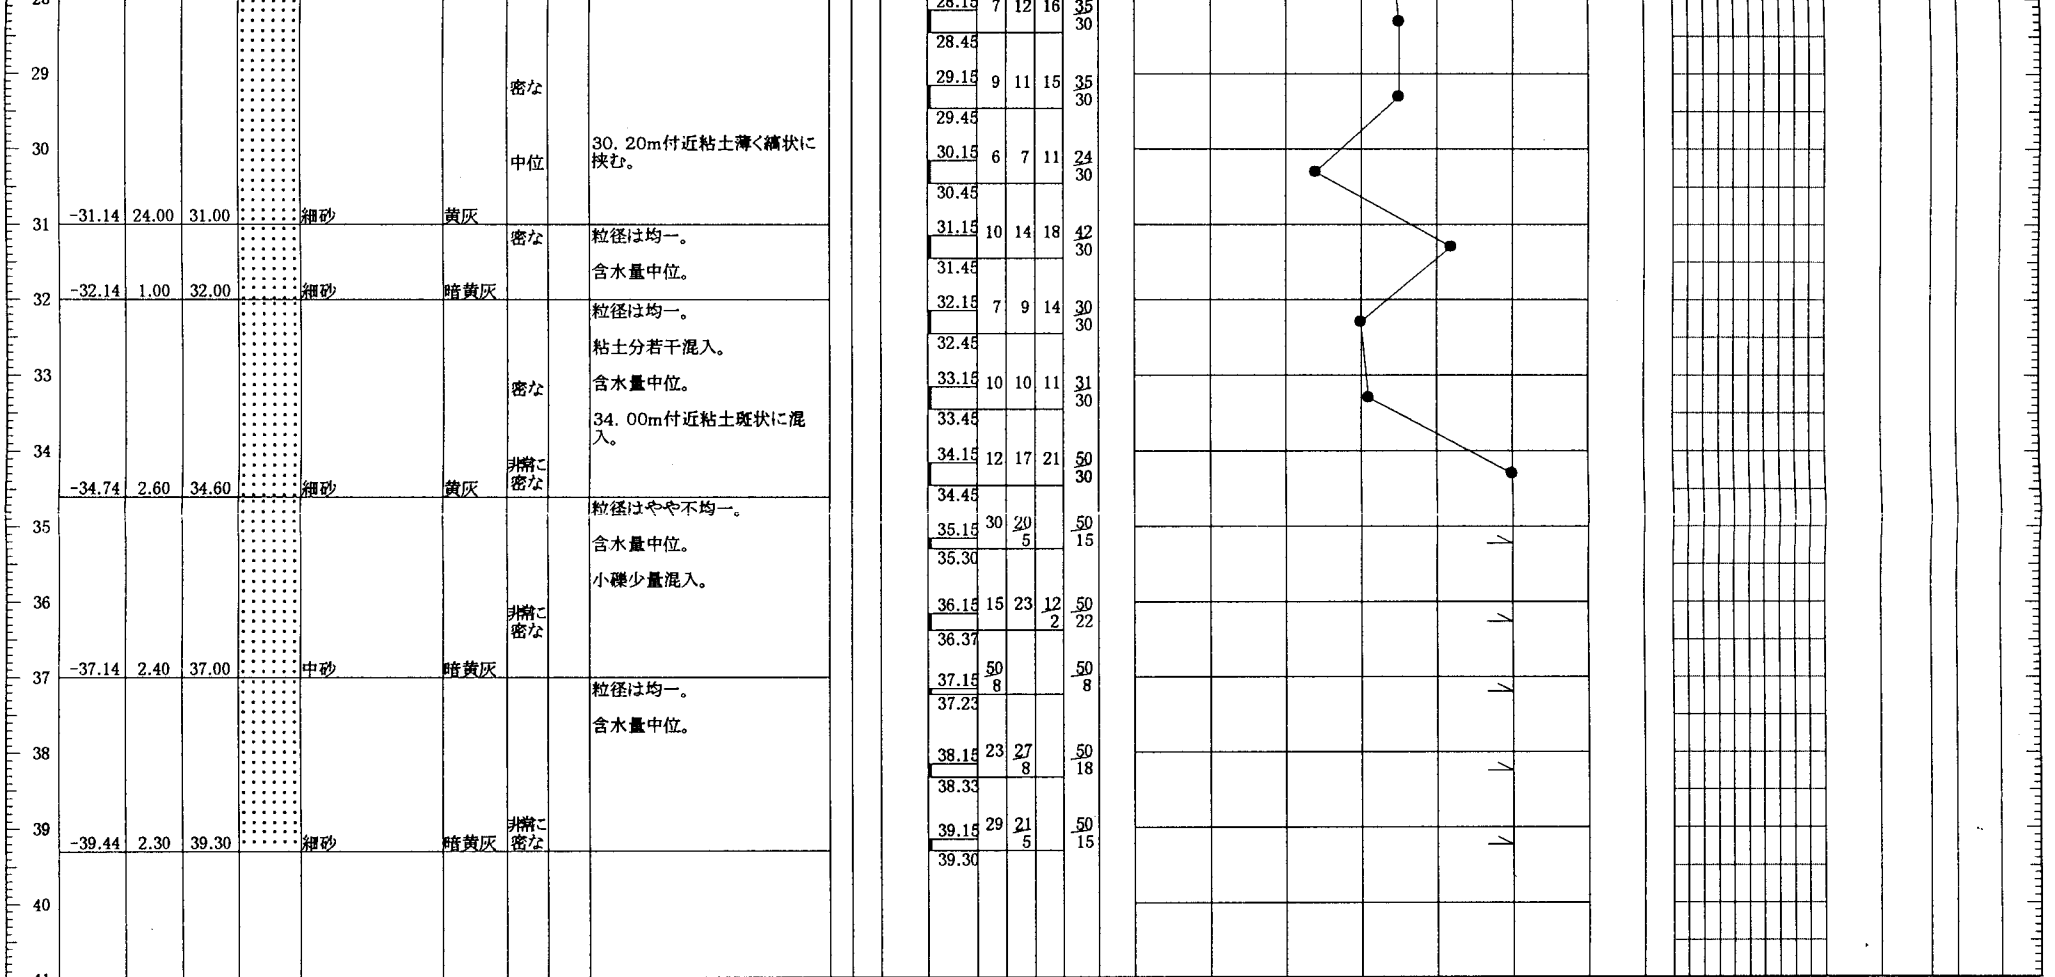 28.15 7 12 16 35
30
28.45
29 密な 29.15 9 11 15 35
30
29.45
30 中位 30. 20m付近粘土薄く縞状に
挟む。
30.15 6 7 11 24
30
30.45
-31.14 24.00 31.00 細砂 黄灰
31 密な 粒径は均一。
31.15 10 14 18 42
30
含水量中位。
31.45
-32.14 1.00 32.00 細砂 暗黄灰
32 粒径は均一。
32.15 7 9 14 30
30
粘土分若干混入。
32.45
33 密な 含水量中位。
33.15 10 10 11 31
30
34. 00m付近粘土斑状に混
入。
33.45
34 非常に
密な
34.15 12 17 21 50
30
-34.74 2.60 34.60 細砂 黄灰
34.45
粒径はやや不均一。
35 35.15 30 20
5
50
15
含水量中位。
35.30
小礫少量混入。
36 非常に
密な
36.15 15 23 12
2
50
22
36.37
-37.14 2.40 37.00 中砂 暗黄灰
37 粒径は均一。
37.15 50
8
50
8
37.23
含水量中位。
38 38.15 23 27
8
50
18
38.33
39 非常に
密な
39.15 29 21
5
50
15
-39.44 2.30 39.30 細砂 暗黄灰
39.30
40